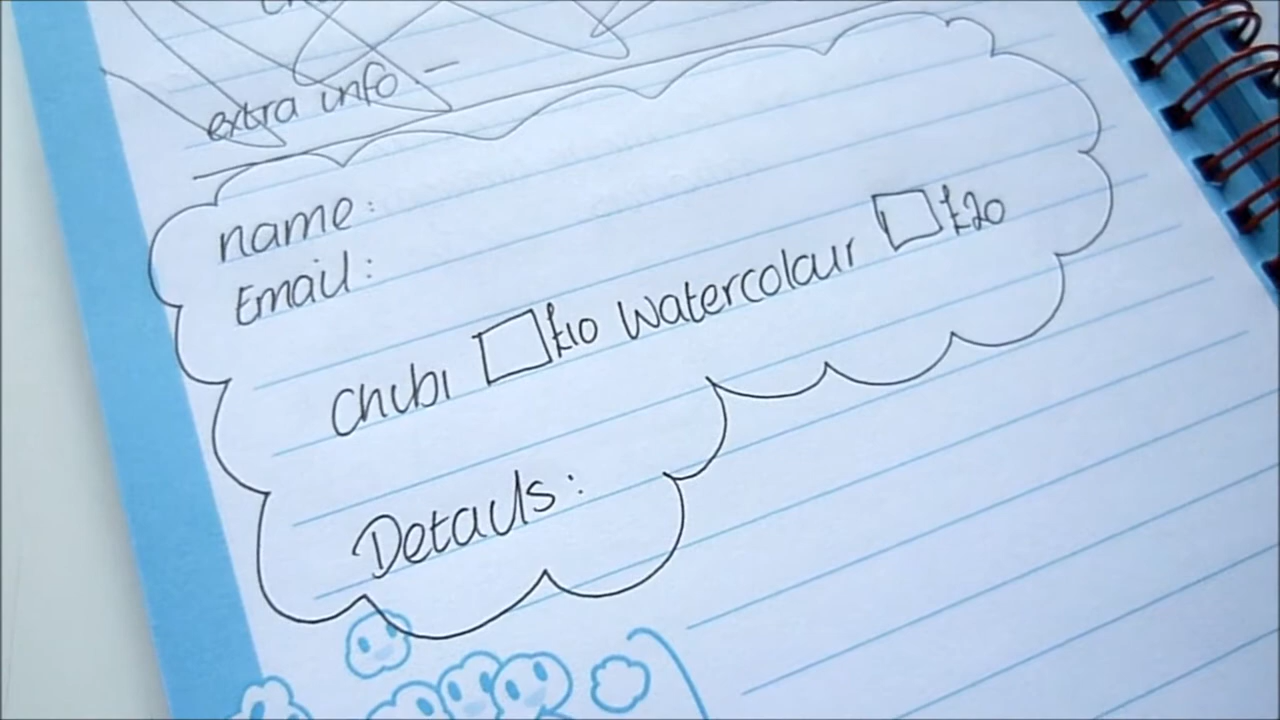 extra info –
name:
Email:
Chibi £10 Watercolour £20
Details: